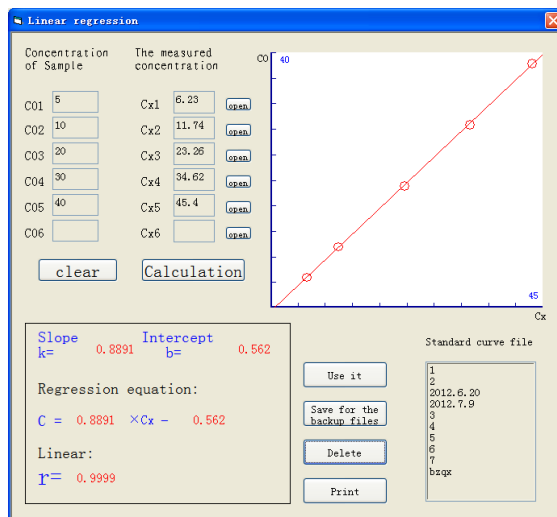 Linear regression
Concentration of Sample
The measured concentration
C01 5 Cx1 6.23 open
C02 10 Cx2 11.74 open
C03 20 Cx3 23.26 open
C04 30 Cx4 34.62 open
C05 40 Cx5 45.4 open
C06 Cx6 open
clear Calculation
CO 40
45
Cx
Slope Intercept
k= 0.8891 b= 0.562
Regression equation:
C = 0.8891 ×Cx - 0.562
Linear:
r= 0.9999
Use it
Save for the
backup files
Delete
Print
Standard curve file
1
2
2012.6.20
2012.7.9
3
4
5
6
7
bzqx